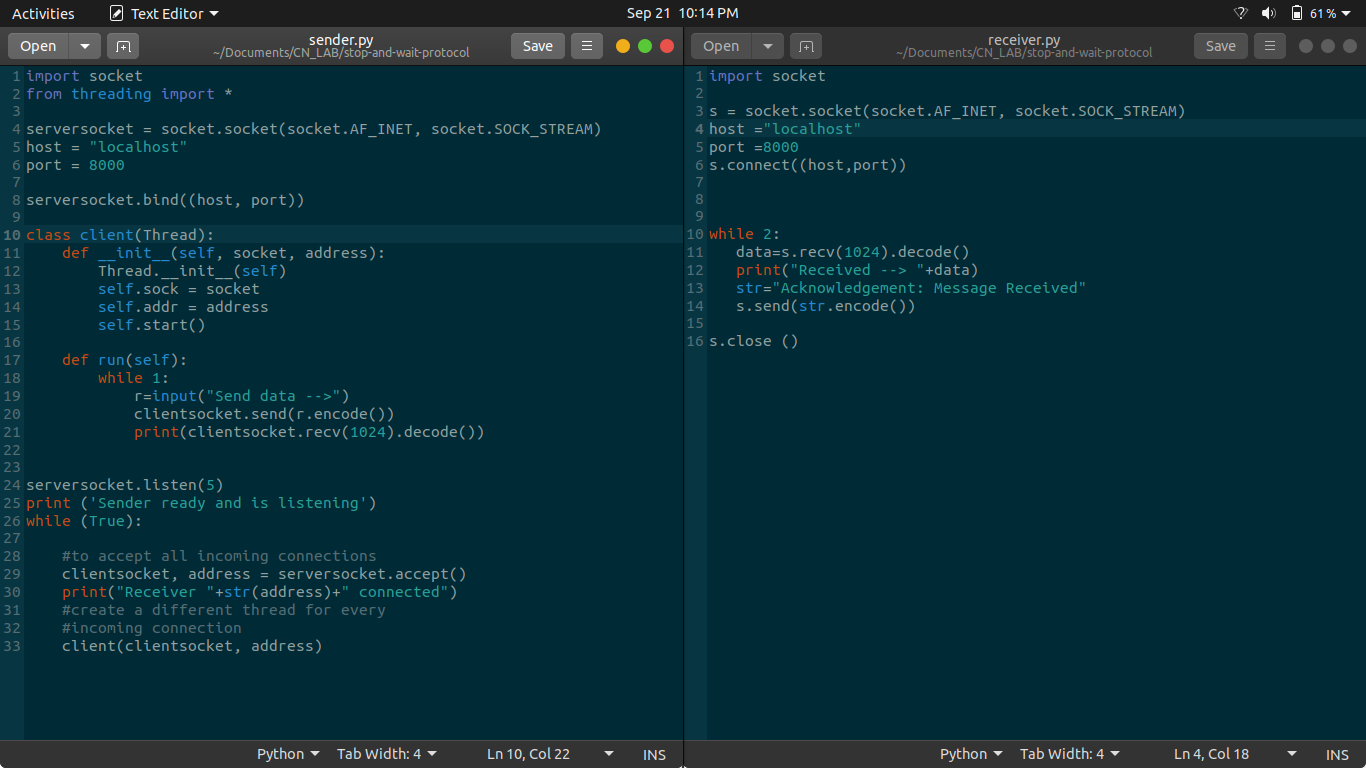 Activities Text Editor Sep 21 10:14 PM 61 %
Open sender.py Save
~/Documents/CN_LAB/stop-and-wait-protocol
1 import socket
2 from threading import *
3
4 serversocket = socket.socket(socket.AF_INET, socket.SOCK_STREAM)
5 host = "localhost"
6 port = 8000
7
8 serversocket.bind((host, port))
9
10 class client(Thread):
11     def __init__(self, socket, address):
12         Thread.__init__(self)
13         self.sock = socket
14         self.addr = address
15         self.start()
16
17     def run(self):
18         while 1:
19             r=input("Send data -->")
20             clientsocket.send(r.encode())
21             print(clientsocket.recv(1024).decode())
22
23
24 serversocket.listen(5)
25 print ('Sender ready and is listening')
26 while (True):
27
28     #to accept all incoming connections
29     clientsocket, address = serversocket.accept()
30     print("Receiver "+str(address)+" connected")
31     #create a different thread for every
32     #incoming connection
33     client(clientsocket, address)
Python Tab Width: 4 Ln 10, Col 22 INS
Open receiver.py Save
~/Documents/CN_LAB/stop-and-wait-protocol
1 import socket
2
3 s = socket.socket(socket.AF_INET, socket.SOCK_STREAM)
4 host ="localhost"
5 port =8000
6 s.connect((host,port))
7
8
9
10 while 2:
11    data=s.recv(1024).decode()
12    print("Received --> "+data)
13    str="Acknowledgement: Message Received"
14    s.send(str.encode())
15
16 s.close ()
Python Tab Width: 4 Ln 4, Col 18 INS